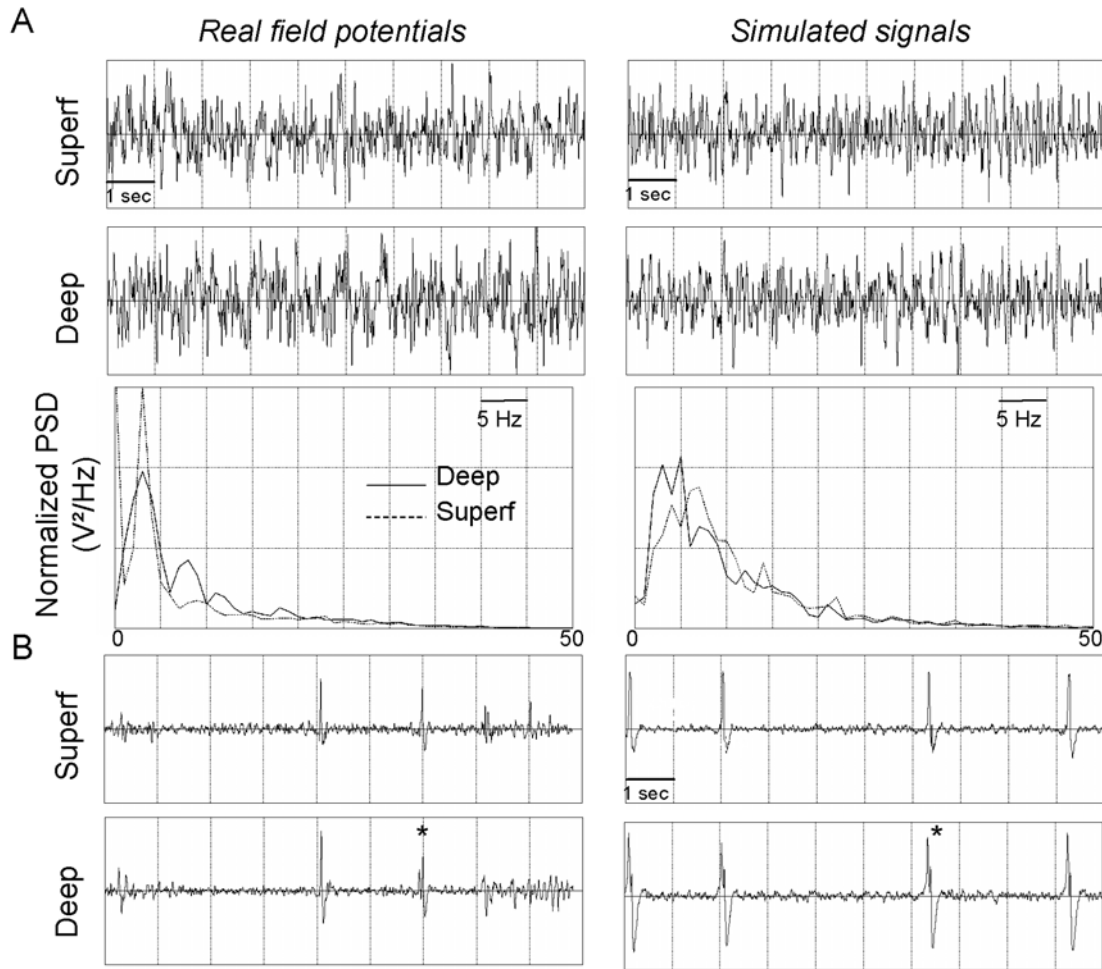 A
Real field potentials
Simulated signals
Superf
1 sec
1 sec
Deep
Normalized PSD
(V²/Hz)
5 Hz
5 Hz
Deep
Superf
0
50
0
50
B
Superf
1 sec
Deep
*
*